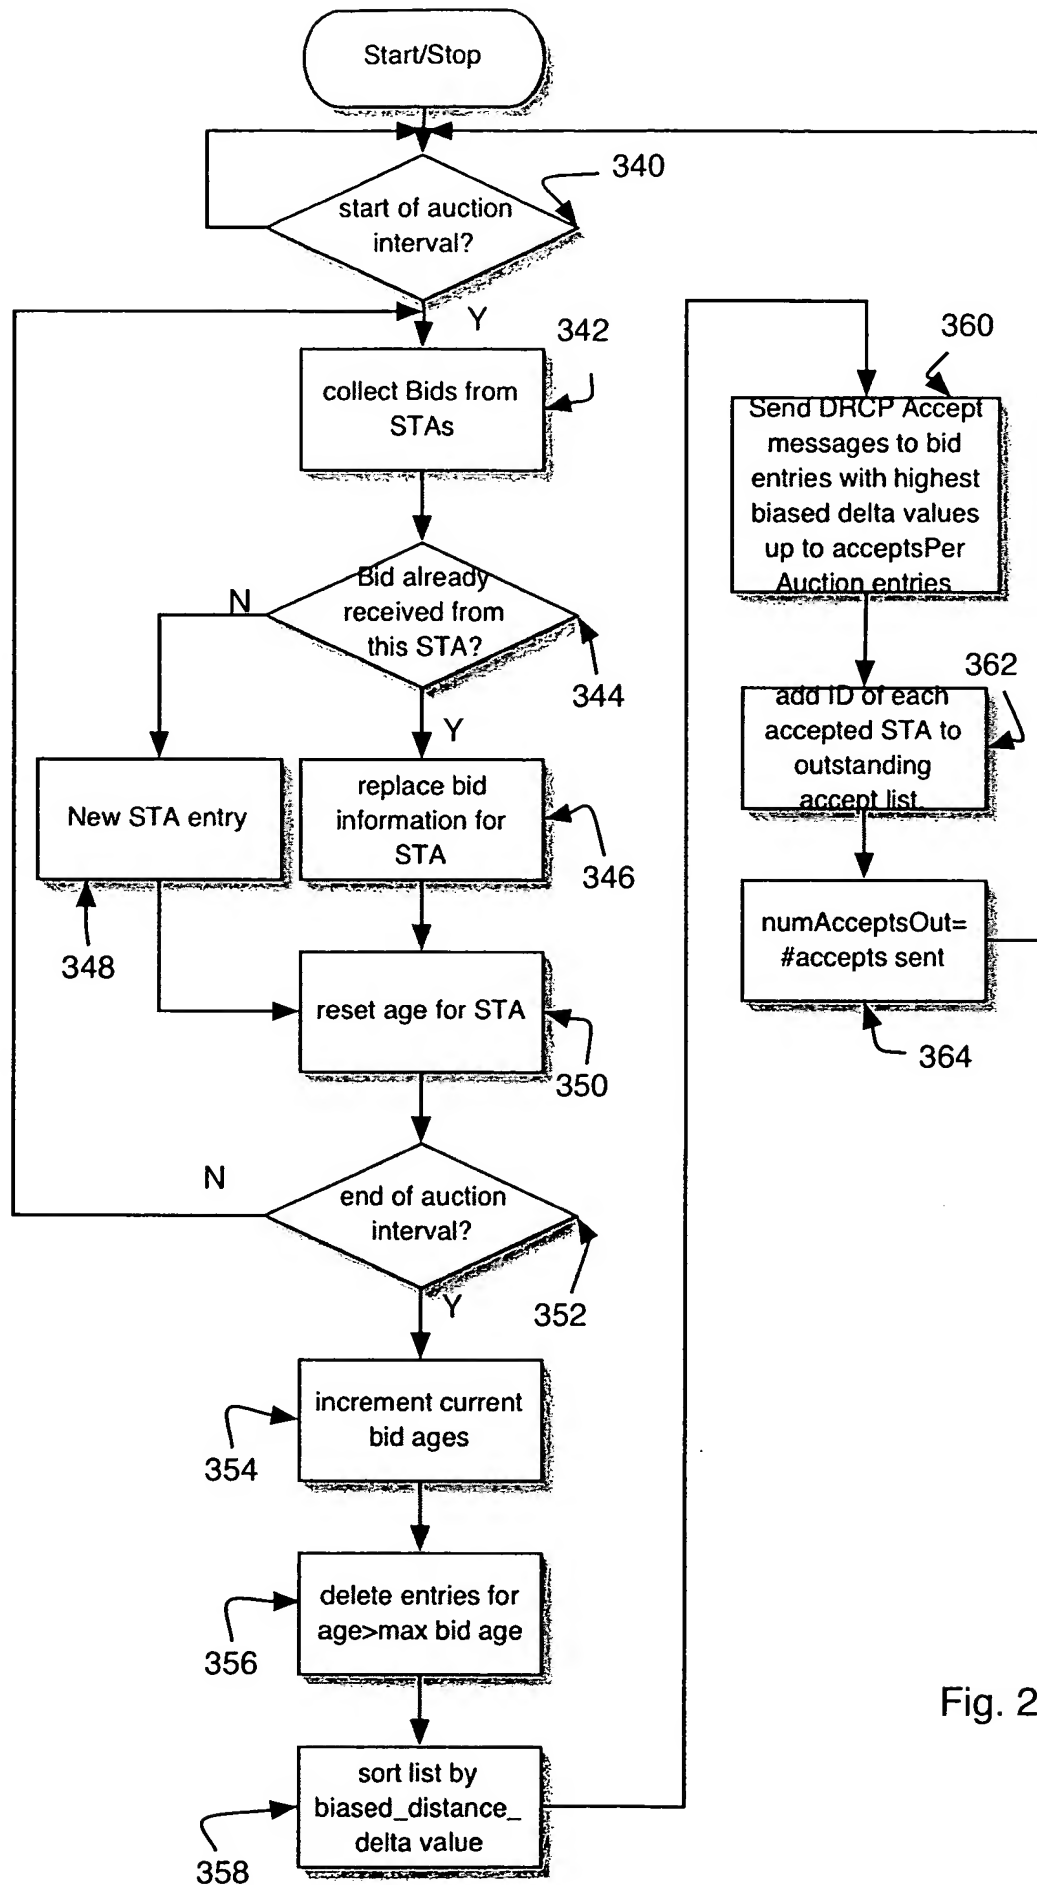 Start/Stop
340
start of auction
interval?
Y
342
collect Bids from
STAs
N
Bid already
received from
this STA?
344
Y
New STA entry
replace bid
information for
STA
346
348
reset age for STA
350
N
end of auction
interval?
352
Y
increment current
bid ages
354
delete entries for
age>max bid age
356
sort list by
biased_distance_
delta value
358
360
Send DRCP Accept
messages to bid
entries with highest
biased delta values
up to acceptsPer
Auction entries
362
add ID of each
accepted STA to
outstanding
accept list.
numAcceptsOut=
#accepts sent
364
Fig. 2